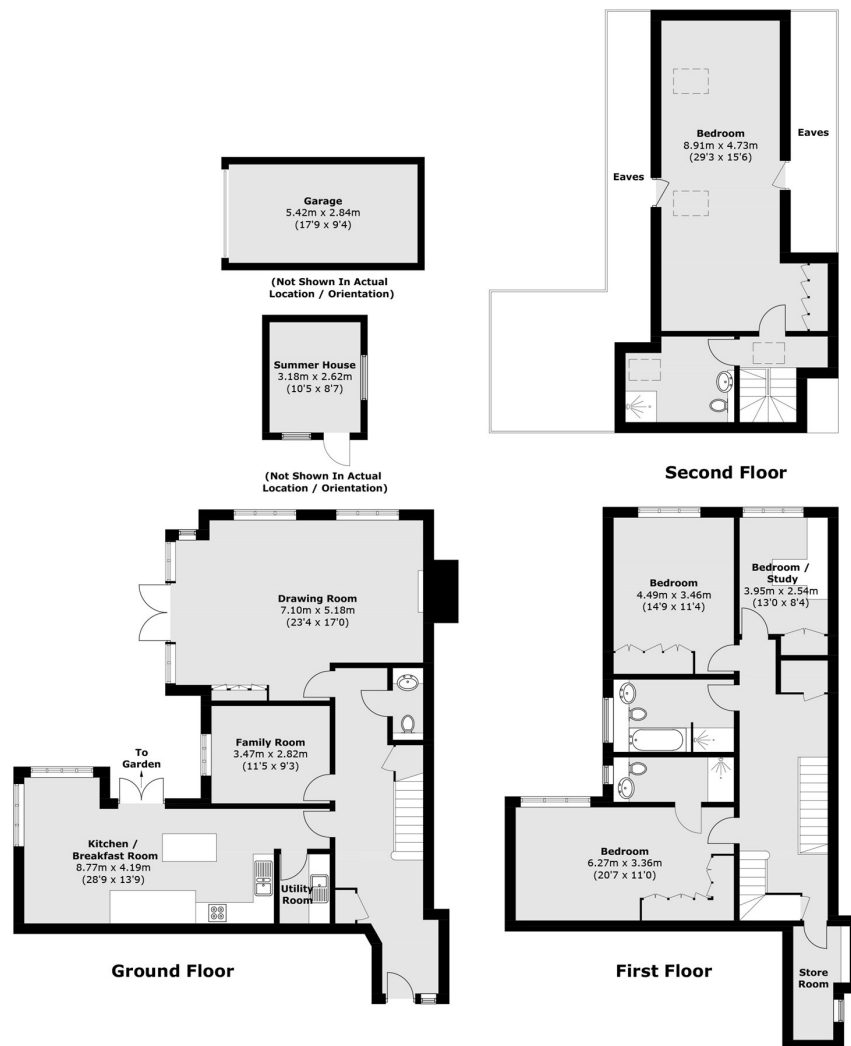 Bedroom
8.91m x 4.73m
(29'3 x 15'6)
Eaves
Eaves
Second Floor
Garage
5.42m x 2.84m
(17'9 x 9'4)
(Not Shown In Actual
Location / Orientation)
Summer House
3.18m x 2.62m
(10'5 x 8'7)
(Not Shown In Actual
Location / Orientation)
Drawing Room
7.10m x 5.18m
(23'4 x 17'0)
Family Room
3.47m x 2.82m
(11'5 x 9'3)
To
Garden
Kitchen /
Breakfast Room
8.77m x 4.19m
(28'9 x 13'9)
Utility
Room
Ground Floor
Bedroom
4.49m x 3.46m
(14'9 x 11'4)
Bedroom /
Study
3.95m x 2.54m
(13'0 x 8'4)
Bedroom
6.27m x 3.36m
(20'7 x 11'0)
Store
Room
First Floor